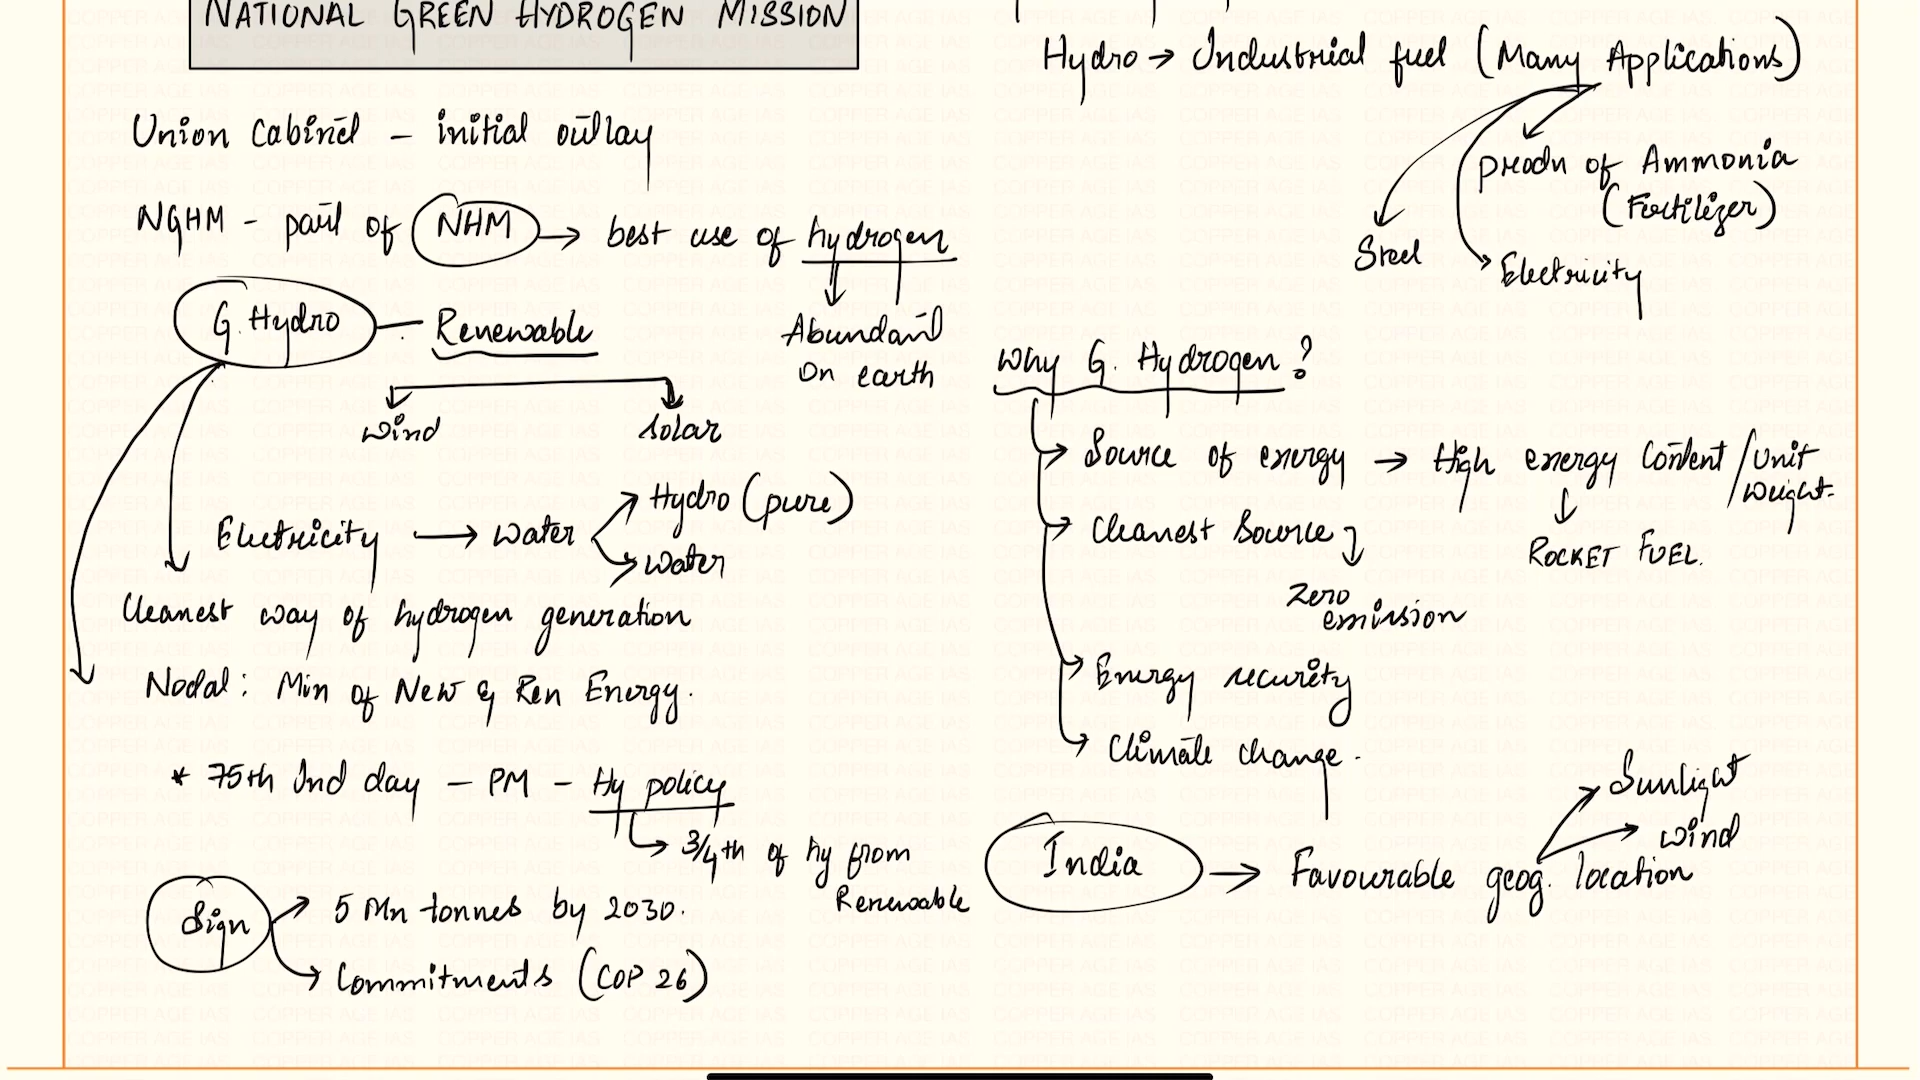 NATIONAL GREEN HYDROGEN MISSION
Union Cabinet – initial outlay
NGHM – part of NHM → best use of hydrogen
Abundant
on earth
G. Hydro – Renewable
wind
solar
Electricity → Water
Hydro (pure)
Water
Cleanest way of hydrogen generation
Nodal : Min of New & Ren Energy.
* 75th Ind day – PM – Hy policy
→ 3/4th of hy from
Renewable
Sign
5 Mn tonnes by 2030.
Commitments (COP 26)
Hydro → Industrial fuel (Many Applications)
prodn of Ammonia
(Fertilizer)
Steel
Electricity
Why G. Hydrogen?
Source of energy → High energy Content / Unit
weight.
ROCKET FUEL.
Cleanest Source
Zero
emission
Energy security
Climate change.
India → Favourable geog. location
Sunlight
wind
COPPER AGE IAS